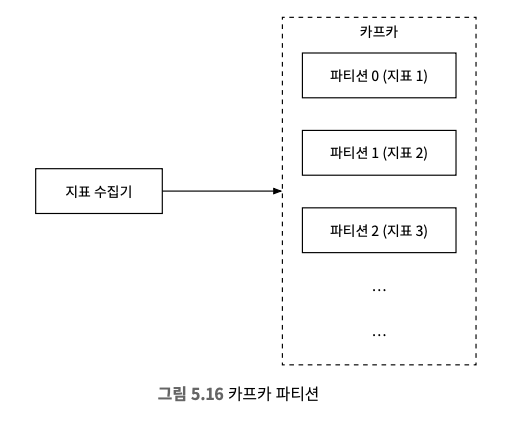 카프카
파티션 0 (지표 1)
파티션 1 (지표 2)
지표 수집기
파티션 2 (지표 3)
...
...
그림 5.16 카프카 파티션